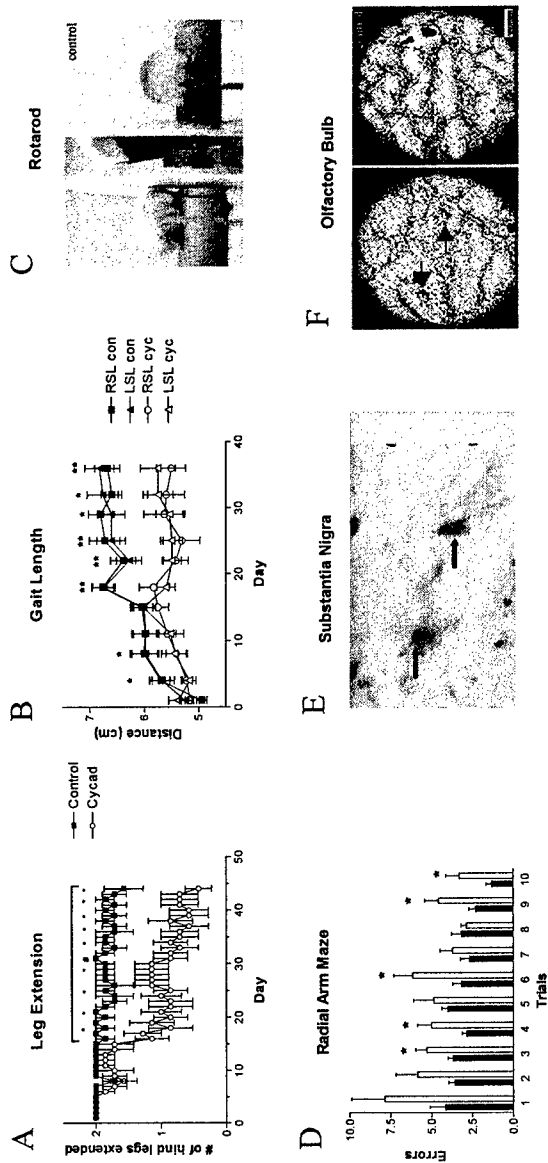 A
Leg Extension
# of hind legs extended
2
1
0
0
10
20
30
40
50
Day
Control
Cycad
B
Gait Length
Distance (cm)
7
6
5
0
10
20
30
40
Day
RSL con
LSL con
RSL cyc
LSL cyc
C
Rotarod
control
D
Radial Arm Maze
Errors
10.0
7.5
5.0
2.5
0.0
1
2
3
4
5
6
7
8
9
10
Trials
E
Substantia Nigra
F
Olfactory Bulb